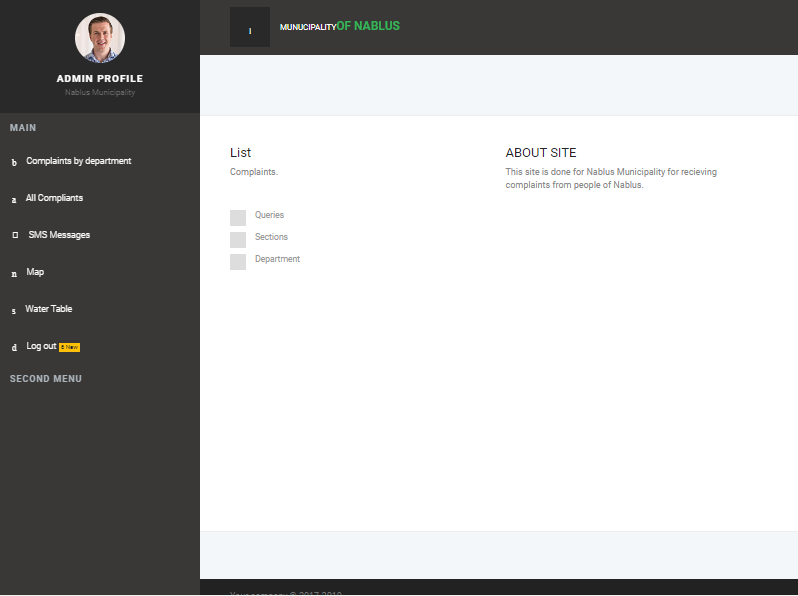 ADMIN PROFILE
Nablus Municipality
MAIN
b Complaints by department
a All Compliants
SMS Messages
n Map
s Water Table
d Log out 8 New
SECOND MENU
l MUNUCIPALITYOF NABLUS
List
Complaints.
Queries
Sections
Department
ABOUT SITE
This site is done for Nablus Municipality for recieving
complaints from people of Nablus.
Your company © 2017-2019